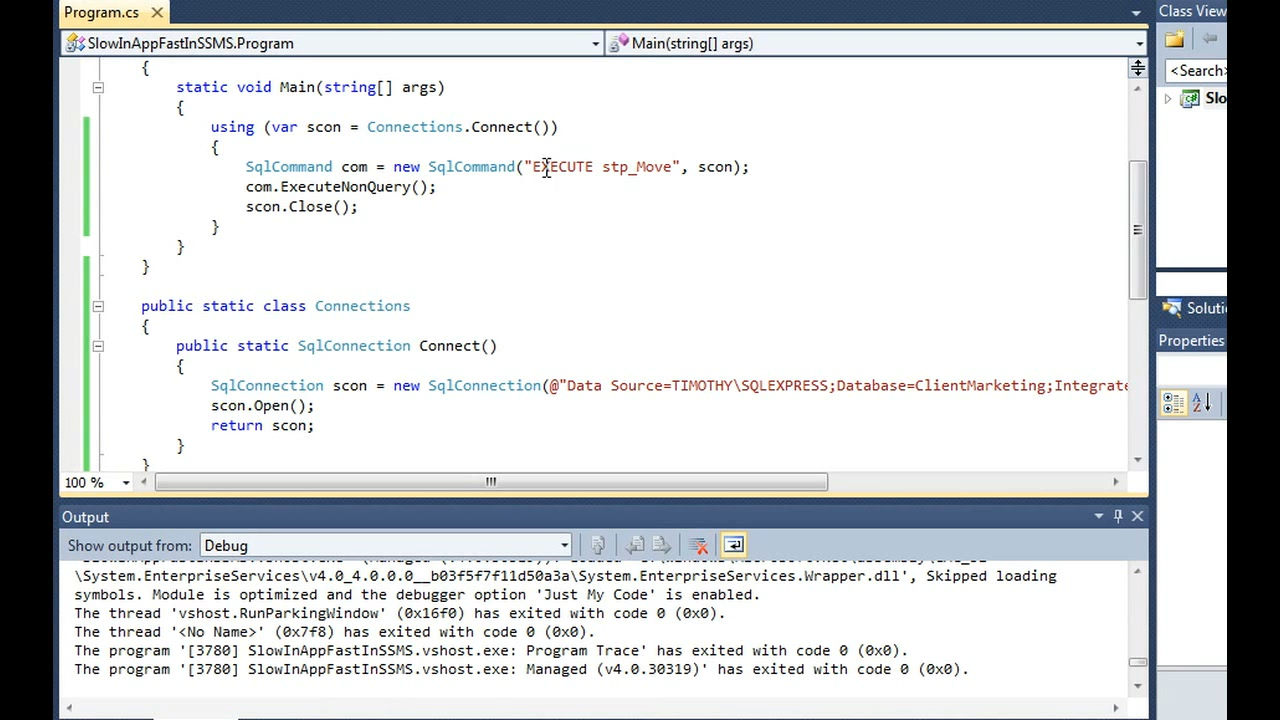 Program.cs
Class View
SlowInAppFastInSSMS.Program
Main(string[] args)
<Search>
{
static void Main(string[] args)
Slo
{
using (var scon = Connections.Connect())
{
SqlCommand com = new SqlCommand("EXECUTE stp_Move", scon);
com.ExecuteNonQuery();
scon.Close();
}
}
}
public static class Connections
Solutio
{
Properties
public static SqlConnection Connect()
{
SqlConnection scon = new SqlConnection(@"Data Source=TIMOTHY\SQLEXPRESS;Database=ClientMarketing;Integrate
scon.Open();
return scon;
}
}
100 %
Output
Show output from: Debug
\System.EnterpriseServices\v4.0_4.0.0.0__b03f5f7f11d50a3a\System.EnterpriseServices.Wrapper.dll', Skipped loading
symbols. Module is optimized and the debugger option 'Just My Code' is enabled.
The thread 'vshost.RunParkingWindow' (0x16f0) has exited with code 0 (0x0).
The thread '<No Name>' (0x7f8) has exited with code 0 (0x0).
The program '[3780] SlowInAppFastInSSMS.vshost.exe: Program Trace' has exited with code 0 (0x0).
The program '[3780] SlowInAppFastInSSMS.vshost.exe: Managed (v4.0.30319)' has exited with code 0 (0x0).